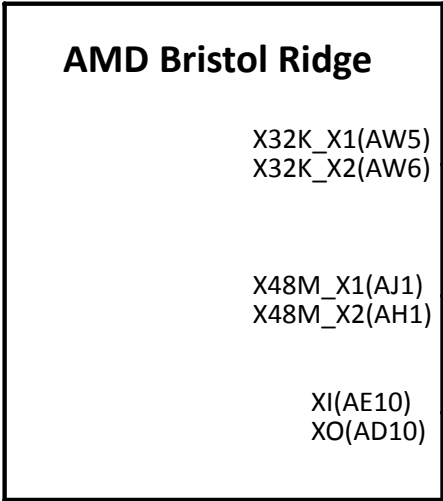 AMD Bristol Ridge
X32K_X1(AW5)
X32K_X2(AW6)
X48M_X1(AJ1)
X48M_X2(AH1)
XI(AE10)
XO(AD10)